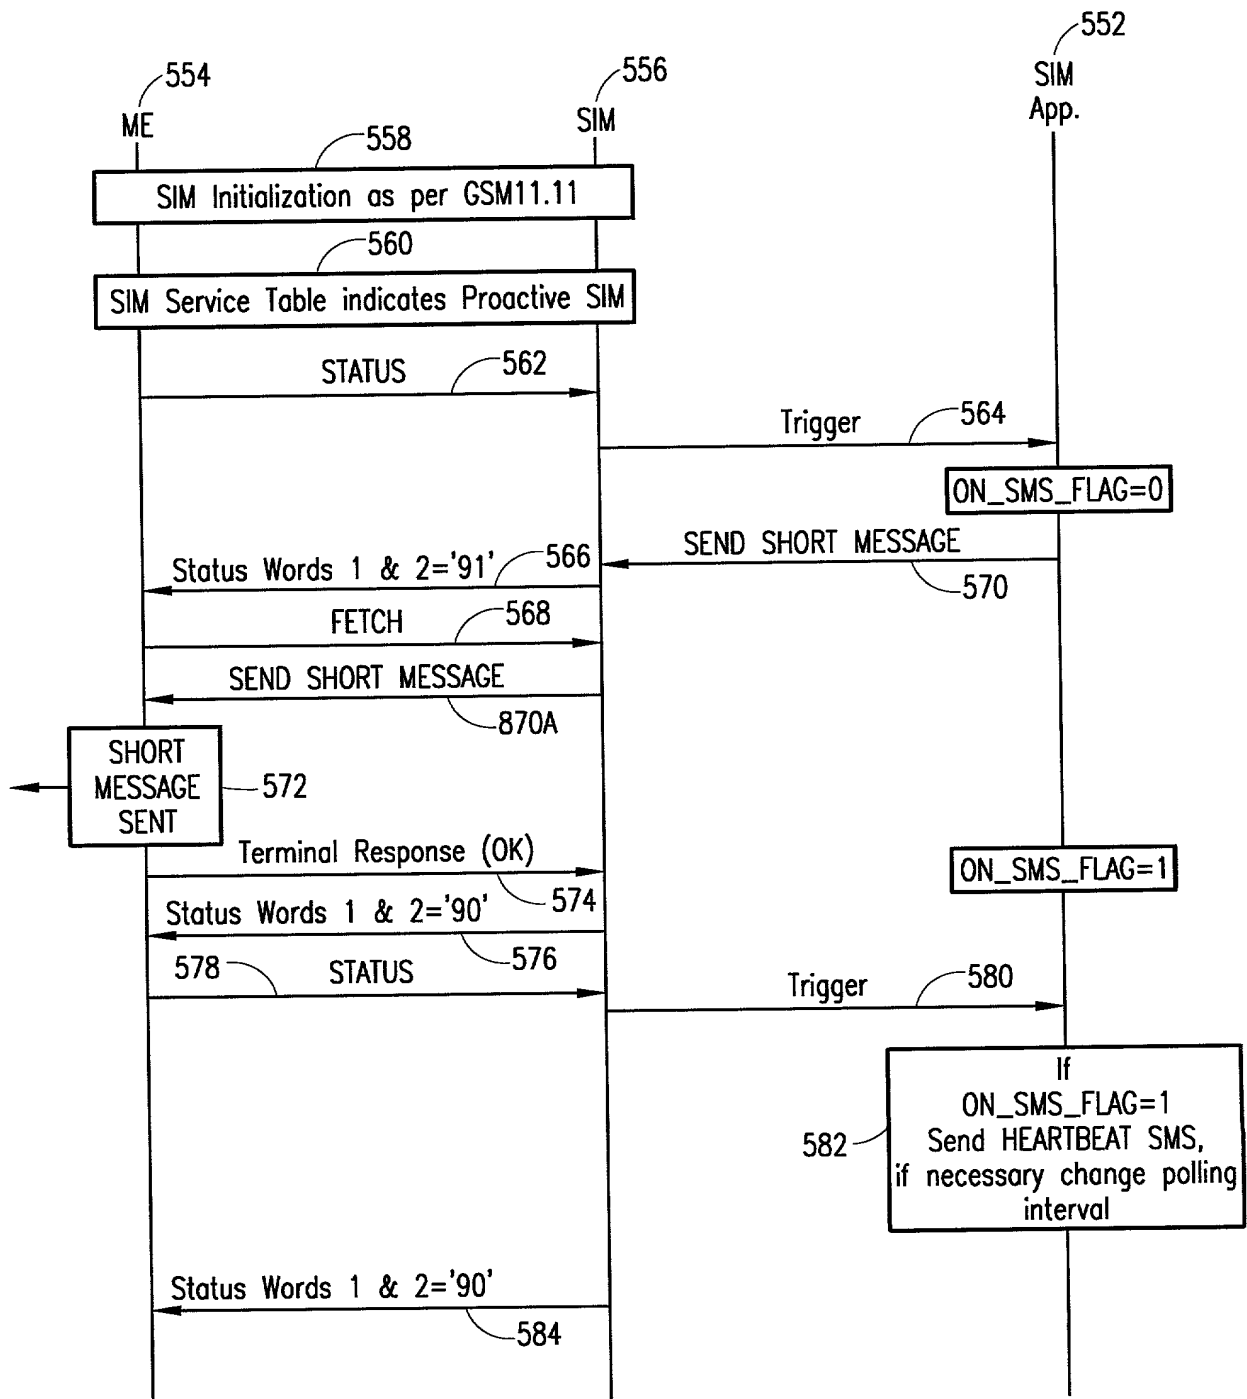 552
554
556
SIM
App.
ME
SIM
558
SIM Initialization as per GSM11.11
560
SIM Service Table indicates Proactive SIM
STATUS
562
Trigger
564
ON_SMS_FLAG=0
SEND SHORT MESSAGE
570
Status Words 1 & 2='91'
566
FETCH
568
SEND SHORT MESSAGE
870A
SHORT
MESSAGE
SENT
572
Terminal Response (OK)
574
ON_SMS_FLAG=1
Status Words 1 & 2='90'
576
578
STATUS
Trigger
580
If
ON_SMS_FLAG=1
Send HEARTBEAT SMS,
if necessary change polling
interval
582
Status Words 1 & 2='90'
584